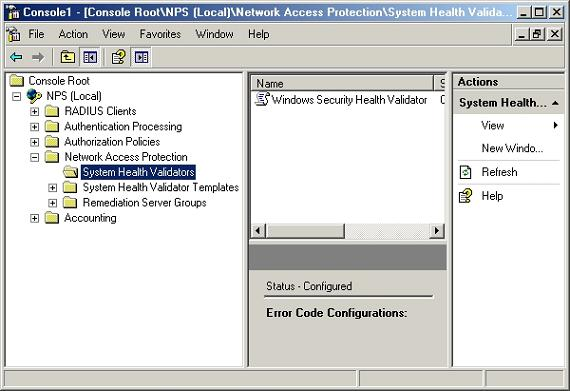 Console1 - [Console Root\NPS (Local)\Network Access Protection\System Health Valida...
File Action View Favorites Window Help
Console Root
NPS (Local)
RADIUS Clients
Authentication Processing
Authorization Policies
Network Access Protection
System Health Validators
System Health Validator Templates
Remediation Server Groups
Accounting
Name
Windows Security Health Validator
Status - Configured
Error Code Configurations:
Actions
System Health...
View
New Windo...
Refresh
Help